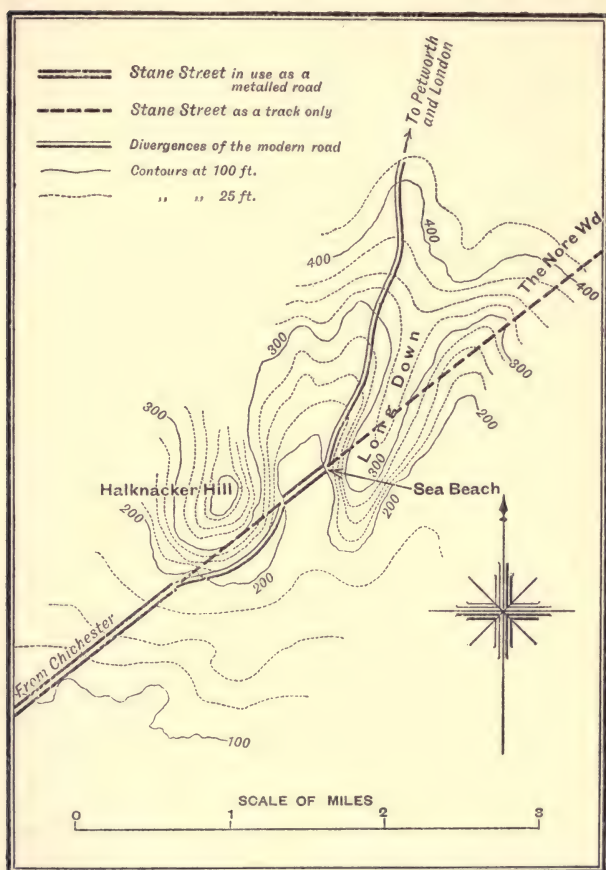 Stane Street in use as a
metalled road
Stane Street as a track only
Divergences of the modern road
Contours at 100 ft.
„ „ 25 ft.
To Petworth
and London
400
400
The Nore Wd.
400
300
Long Down
300
300
200
Halknacker Hill
300
Sea Beach
200
200
200
From Chichester
100
SCALE OF MILES
0 1 2 3